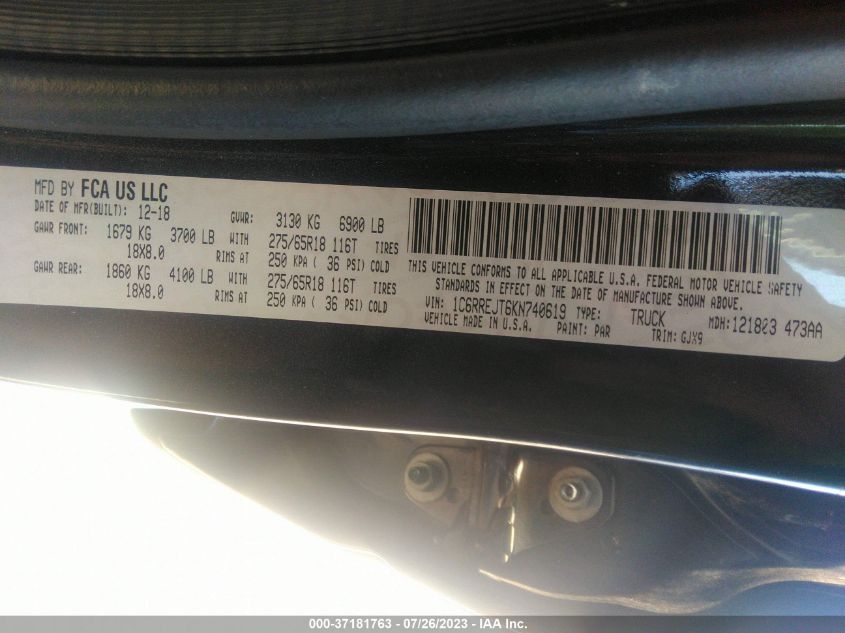 MFD BY FCA US LLC
DATE OF MFR(BUILT): 12-18 GVWR: 3130 KG 6900 LB
GAWR FRONT: 1679 KG 3700 LB WITH 275/65R18 116T TIRES
18X8.0 RIMS AT 250 KPA ( 36 PSI) COLD
GAWR REAR: 1860 KG 4100 LB WITH 275/65R18 116T TIRES
18X8.0 RIMS AT 250 KPA ( 36 PSI) COLD
THIS VEHICLE CONFORMS TO ALL APPLICABLE U.S.A. FEDERAL MOTOR VEHICLE SAFETY
STANDARDS IN EFFECT ON THE DATE OF MANUFACTURE SHOWN ABOVE.
VIN: 1C6RREJT6KN740619 TYPE: TRUCK MDH:121803 473AA
VEHICLE MADE IN U.S.A. PAINT: PAR TRIM: GJX9
000-37181763 - 07/26/2023 - IAA Inc.